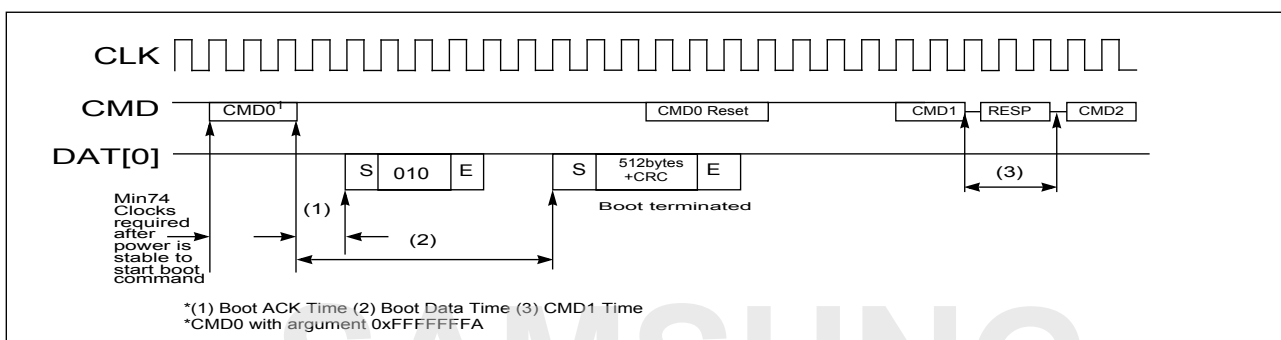 CLK
CMD
CMD0¹
CMD0 Reset
CMD1
RESP
CMD2
DAT[0]
S
010
E
S
512bytes
+CRC
E
Boot terminated
(1)
(2)
(3)
Min74
Clocks
required
after
power is
stable to
start boot
command
*(1) Boot ACK Time (2) Boot Data Time (3) CMD1 Time
*CMD0 with argument 0xFFFFFFFA
SAMSUNG